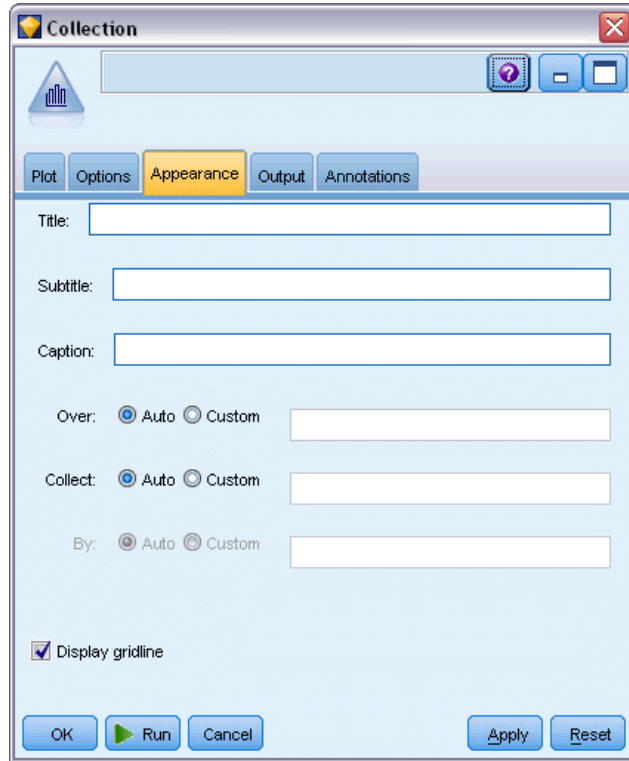 Collection
Plot Options Appearance Output Annotations
Title:
Subtitle:
Caption:
Over: Auto Custom
Collect: Auto Custom
By: Auto Custom
Display gridline
OK Run Cancel Apply Reset